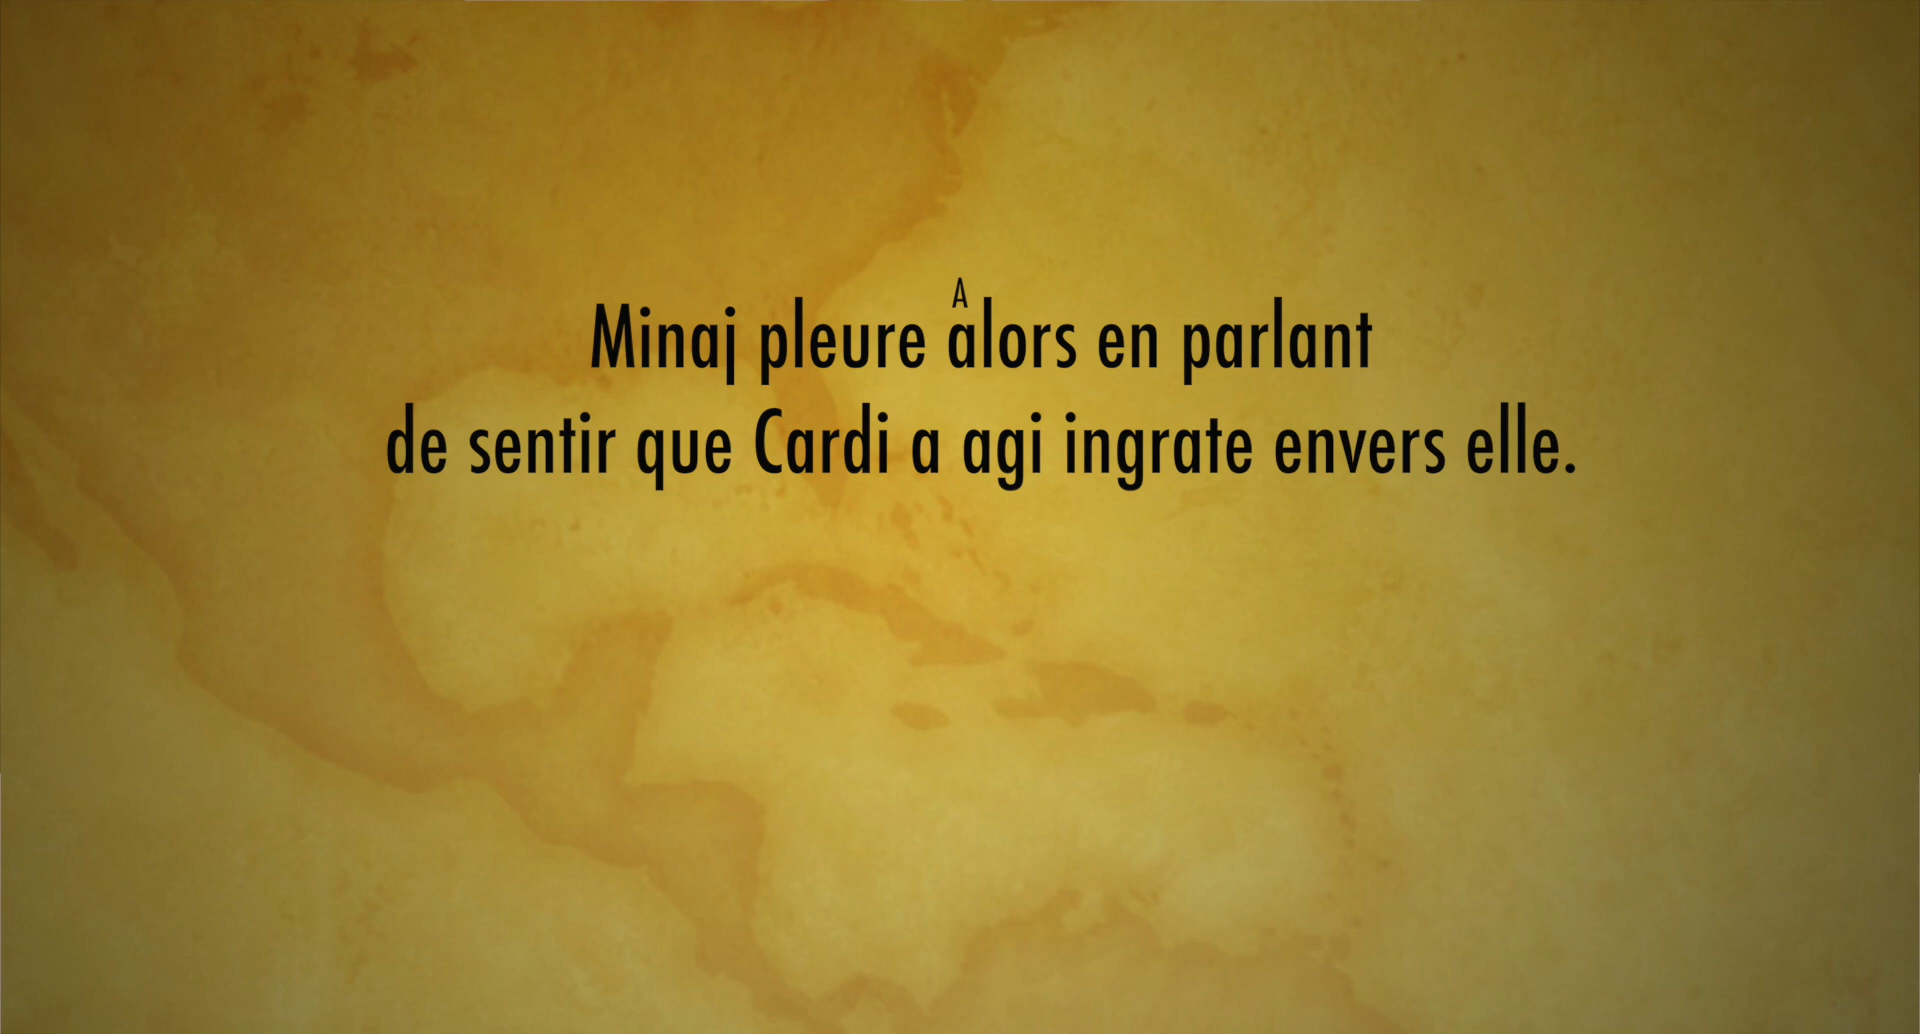 A
Minaj pleure alors en parlant
de sentir que Cardi a agi ingrate envers elle.